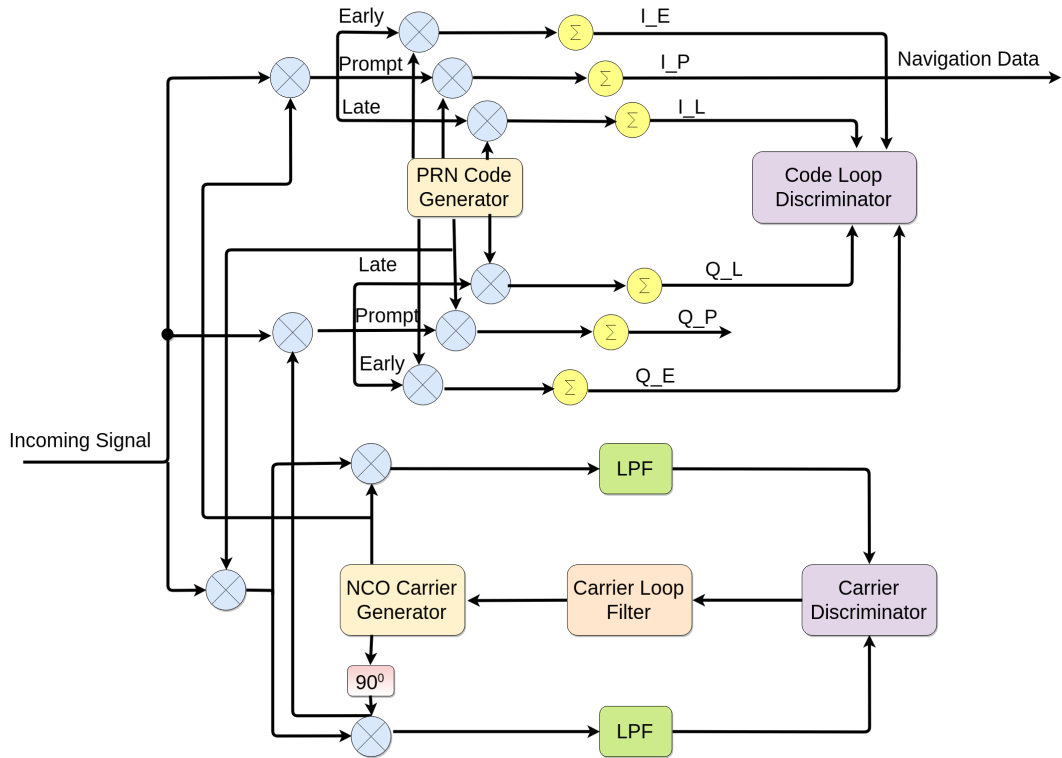 Early
I_E
Prompt
I_P
Navigation Data
Late
I_L
Σ
Σ
Σ
PRN Code
Generator
Code Loop
Discriminator
Late
Q_L
Σ
Prompt
Q_P
Σ
Early
Q_E
Σ
Incoming Signal
LPF
NCO Carrier
Generator
Carrier Loop
Filter
Carrier
Discriminator
90⁰
LPF